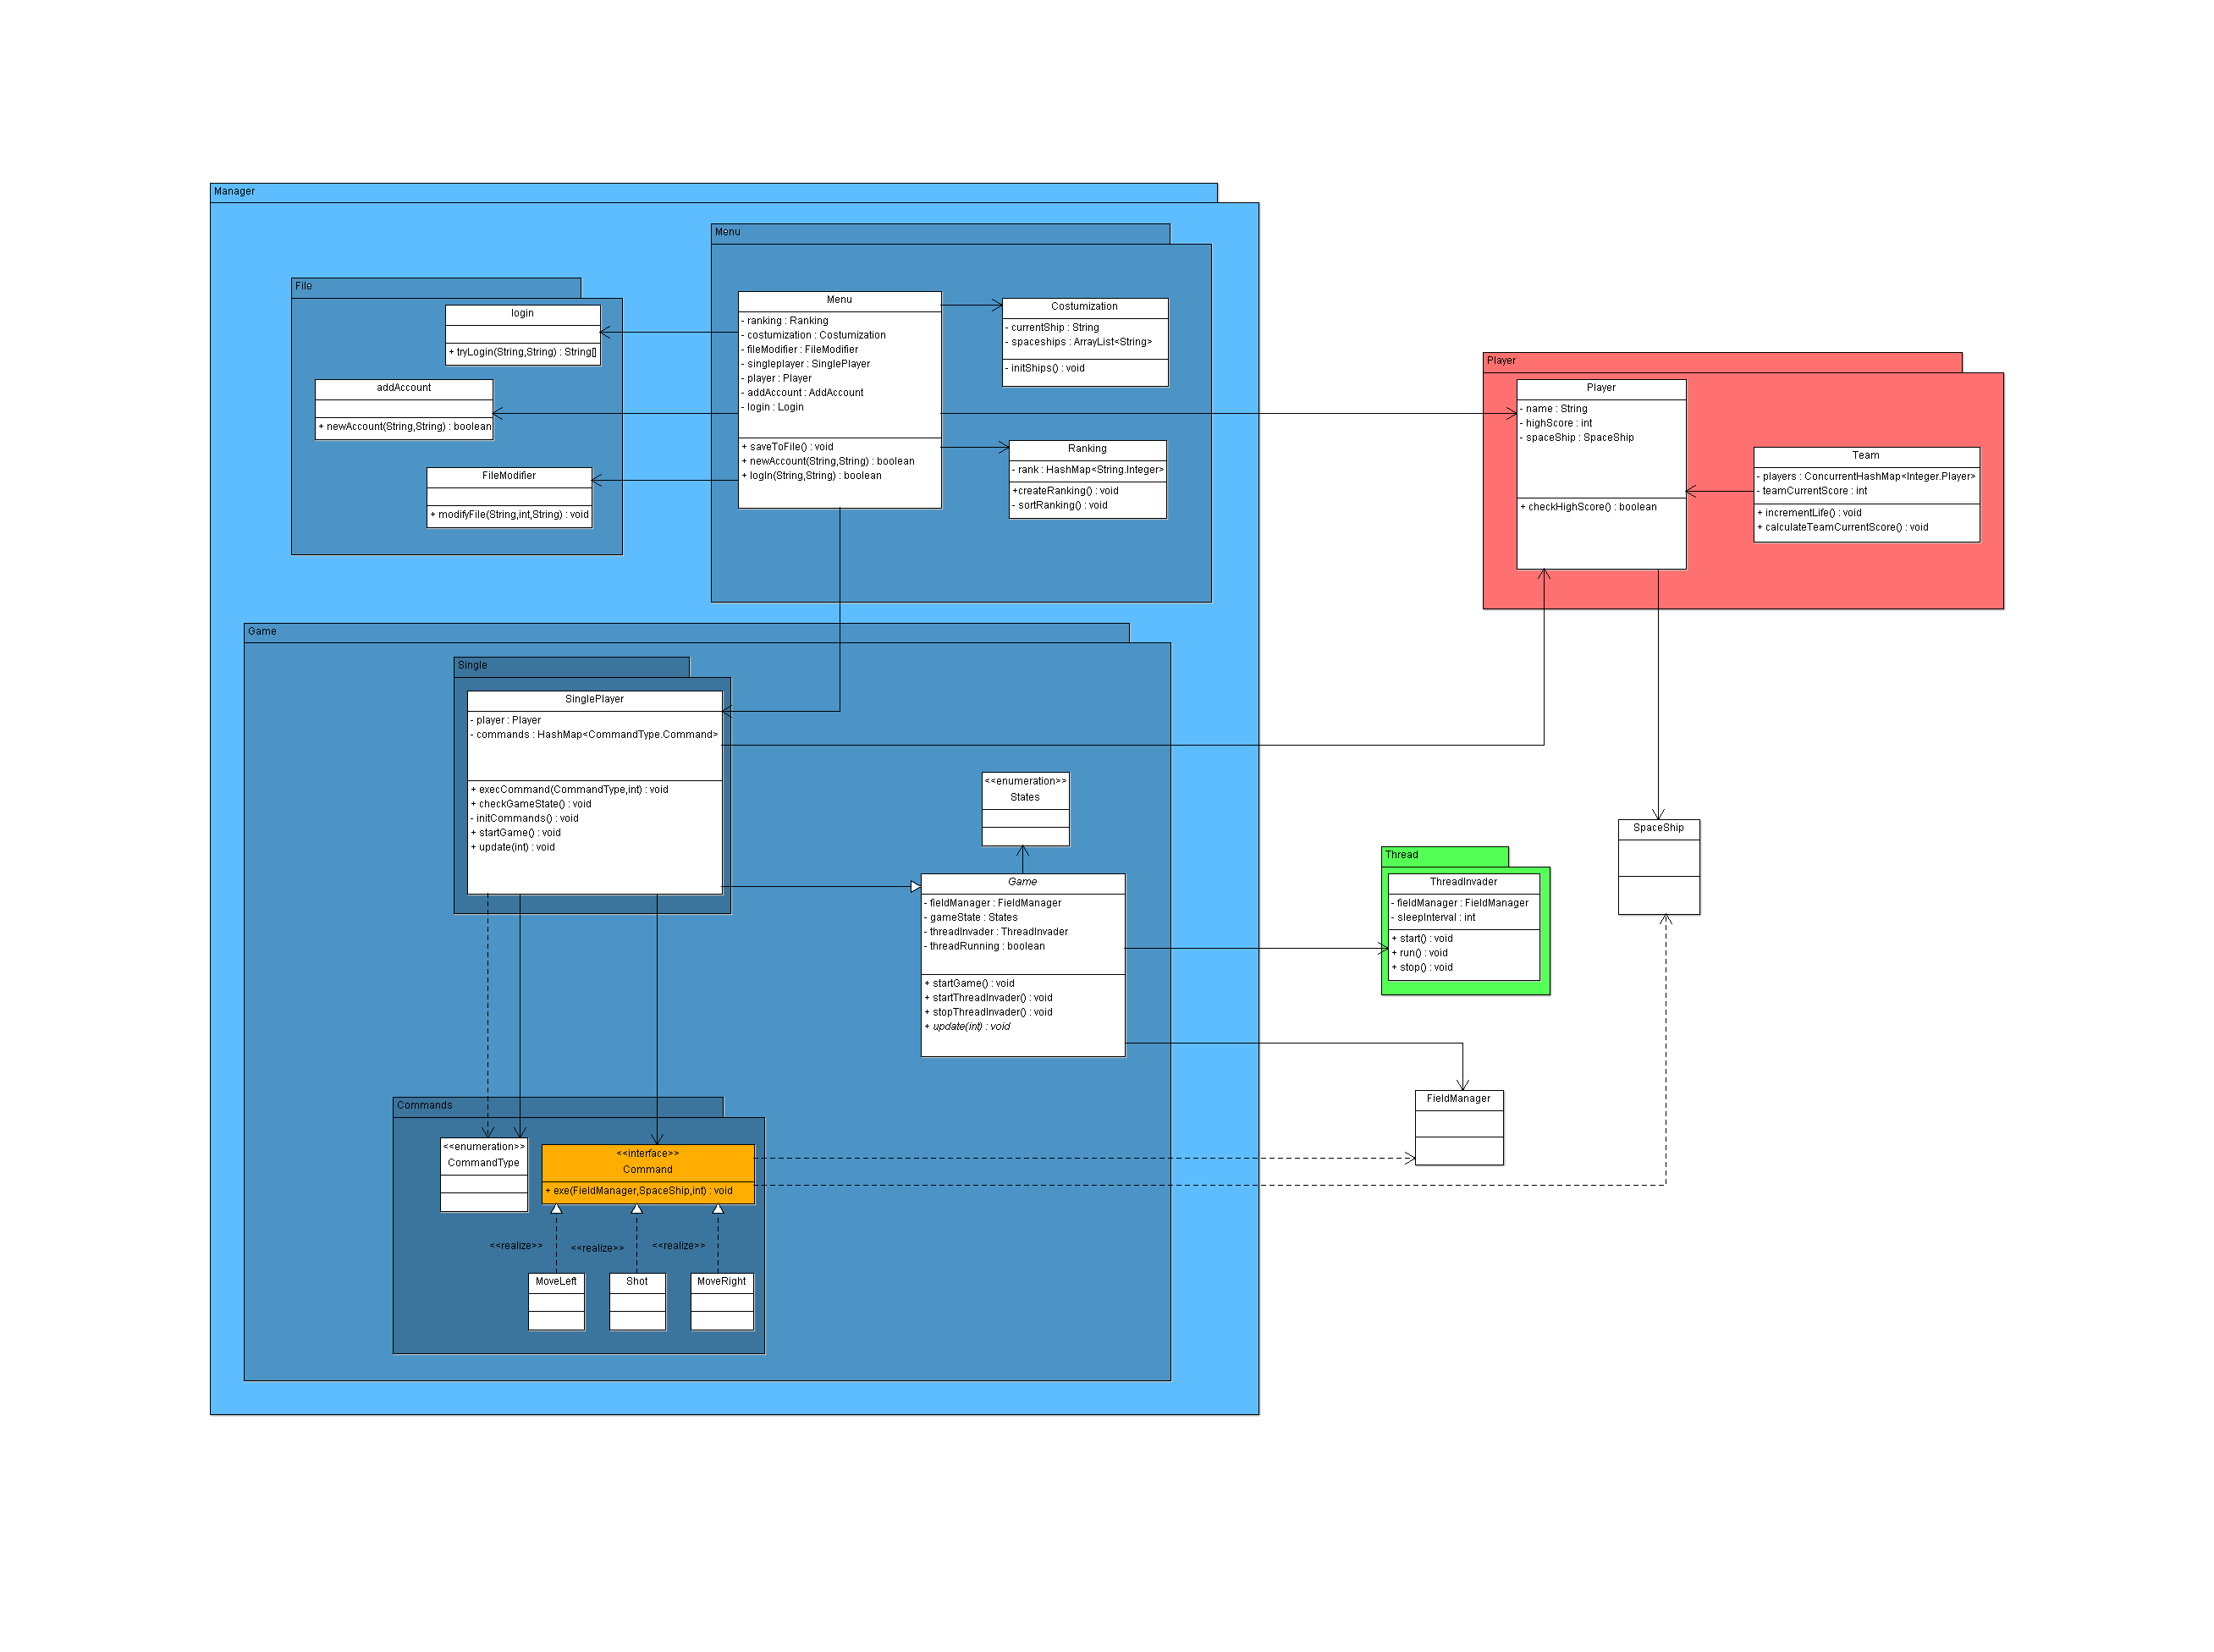 Manager
Menu
File
login
+ tryLogin(String,String) : String[]
addAccount
+ newAccount(String,String) : boolean
FileModifier
+ modifyFile(String,int,String) : void
Menu
- ranking : Ranking
- costumization : Costumization
- fileModifier : FileModifier
- singleplayer : SinglePlayer
- player : Player
- addAccount : AddAccount
- login : Login
+ saveToFile() : void
+ newAccount(String,String) : boolean
+ logIn(String,String) : boolean
Costumization
- currentShip : String
- spaceships : ArrayList<String>
- initShips() : void
Ranking
- rank : HashMap<String.Integer>
+createRanking() : void
- sortRanking() : void
Player
Player
- name : String
- highScore : int
- spaceShip : SpaceShip
+ checkHighScore() : boolean
Team
- players : ConcurrentHashMap<Integer.Player>
- teamCurrentScore : int
+ incrementLife() : void
+ calculateTeamCurrentScore() : void
Game
Single
SinglePlayer
- player : Player
- commands : HashMap<CommandType.Command>
+ execCommand(CommandType,int) : void
+ checkGameState() : void
- initCommands() : void
+ startGame() : void
+ update(int) : void
<<enumeration>>
States
Game
- fieldManager : FieldManager
- gameState : States
- threadInvader : ThreadInvader
- threadRunning : boolean
+ startGame() : void
+ startThreadInvader() : void
+ stopThreadInvader() : void
+ update(int) : void
Thread
ThreadInvader
- fieldManager : FieldManager
- sleepInterval : int
+ start() : void
+ run() : void
+ stop() : void
SpaceShip
FieldManager
Commands
<<enumeration>>
CommandType
<<interface>>
Command
+ exe(FieldManager,SpaceShip,int) : void
<<realize>>
<<realize>>
<<realize>>
MoveLeft
Shot
MoveRight